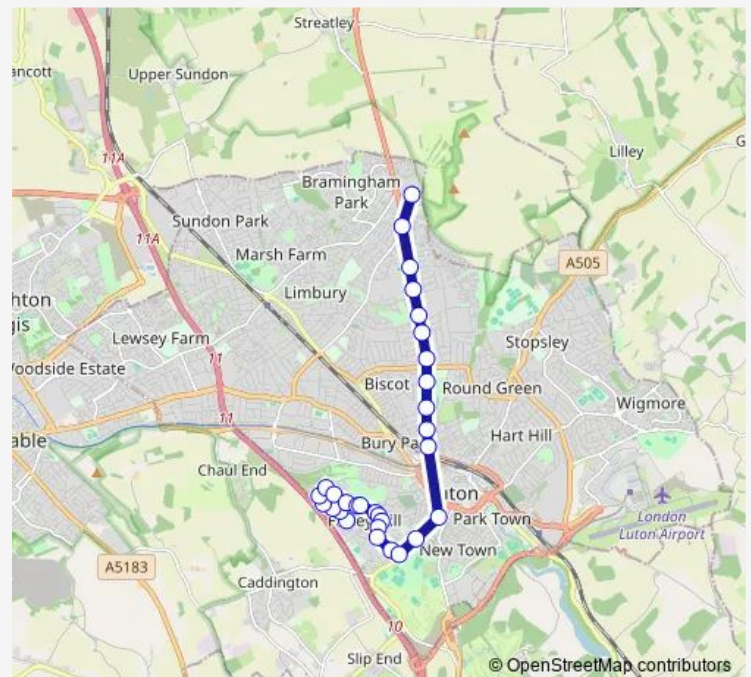 Streatley
ancott
Upper Sundon
11A
Lilley
G
Bramingham
Park
Sundon Park
11A
Marsh Farm
A505
Limbury
hton
gis
Stopsley
Lewsey Farm
11
Woodside Estate
Biscot
Round Green
Wigmore
11
able
Bury Pa
Hart Hill
Chaul End
uton
Park Town
London
Luton Airport
New Town
A5183
Caddington
10
Slip End
© OpenStreetMap contributors